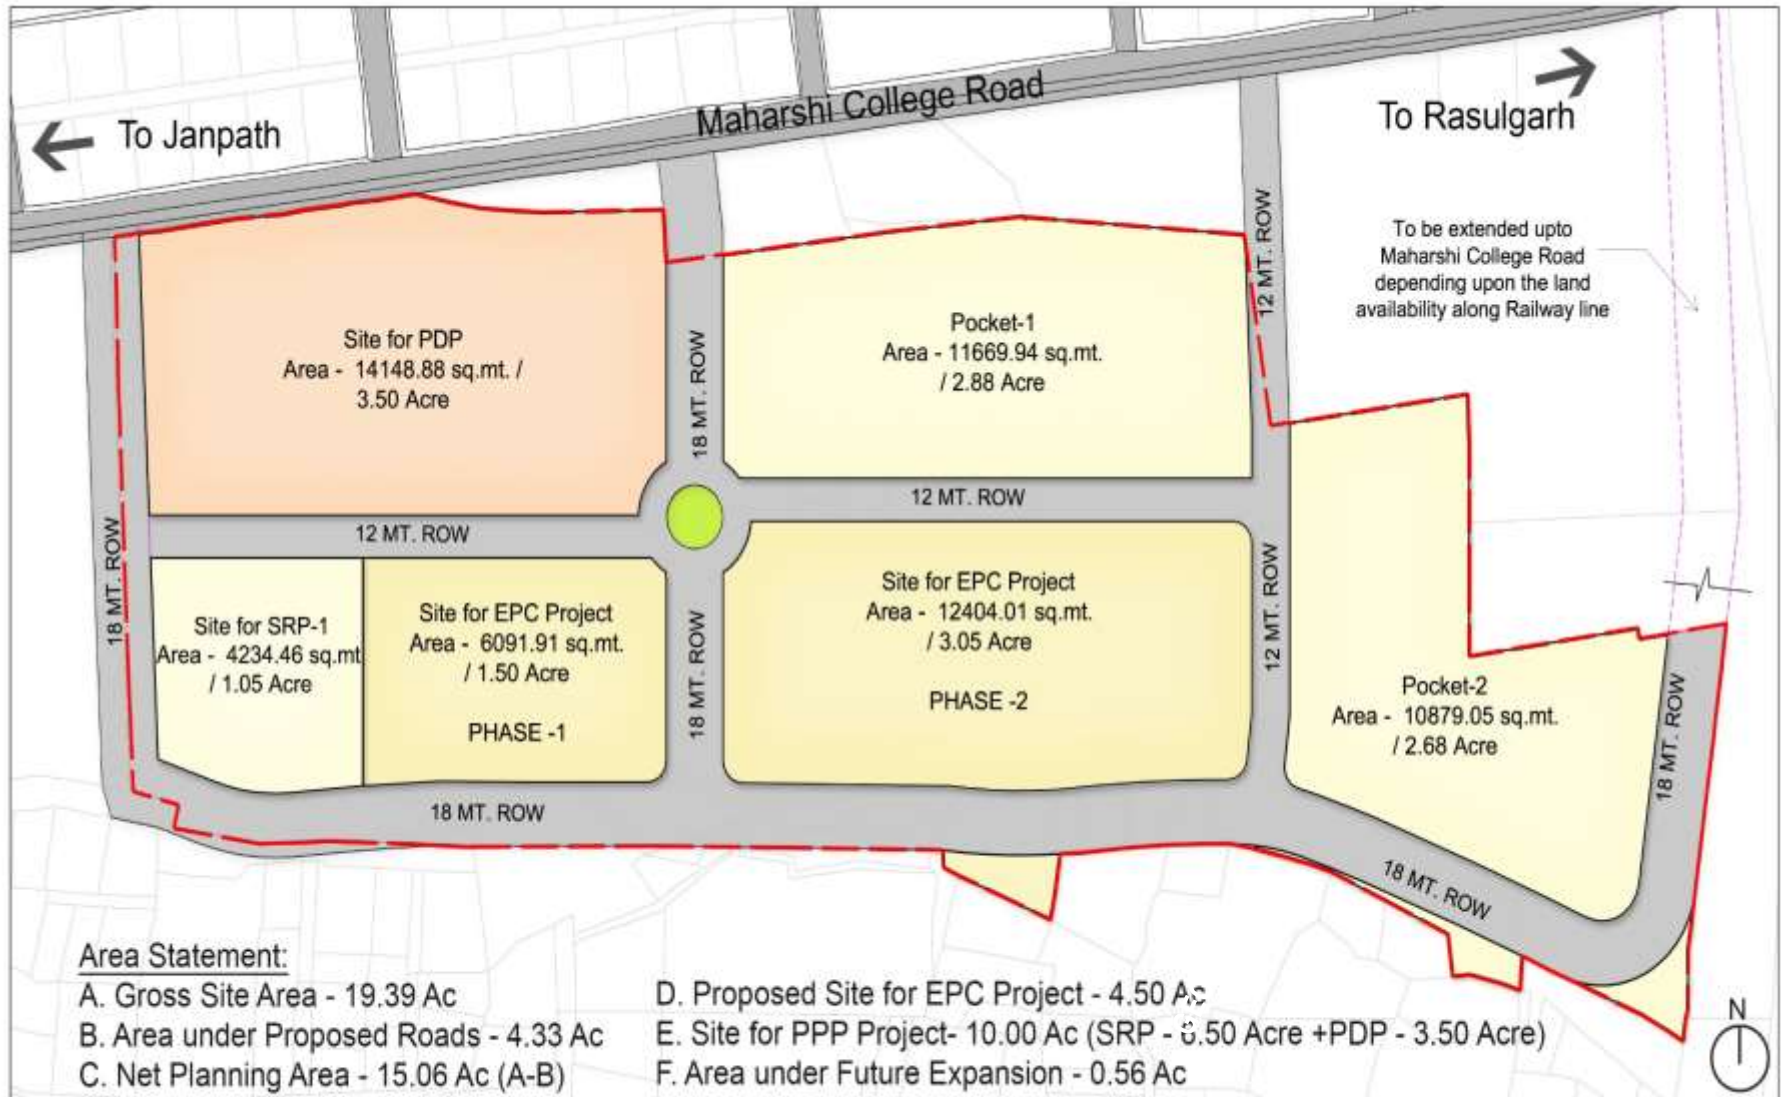 Maharshi College Road
To Janpath
To Rasulgarh
To be extended upto
Maharshi College Road
depending upon the land
availability along Railway line
12 MT. ROW
18 MT. ROW
Site for PDP
Area - 14148.88 sq.mt. /
3.50 Acre
Pocket-1
Area - 11669.94 sq.mt.
/ 2.88 Acre
12 MT. ROW
12 MT. ROW
18 MT. ROW
Site for SRP-1
Area - 4234.46 sq.mt
/ 1.05 Acre
Site for EPC Project
Area - 6091.91 sq.mt.
/ 1.50 Acre
PHASE -1
18 MT. ROW
Site for EPC Project
Area - 12404.01 sq.mt.
/ 3.05 Acre
PHASE -2
12 MT. ROW
Pocket-2
Area - 10879.05 sq.mt.
/ 2.68 Acre
18 MT. ROW
18 MT. ROW
18 MT. ROW
Area Statement:
A. Gross Site Area - 19.39 Ac
B. Area under Proposed Roads - 4.33 Ac
C. Net Planning Area - 15.06 Ac (A-B)
D. Proposed Site for EPC Project - 4.50 Ac
E. Site for PPP Project- 10.00 Ac (SRP - 6.50 Acre +PDP - 3.50 Acre)
F. Area under Future Expansion - 0.56 Ac
N